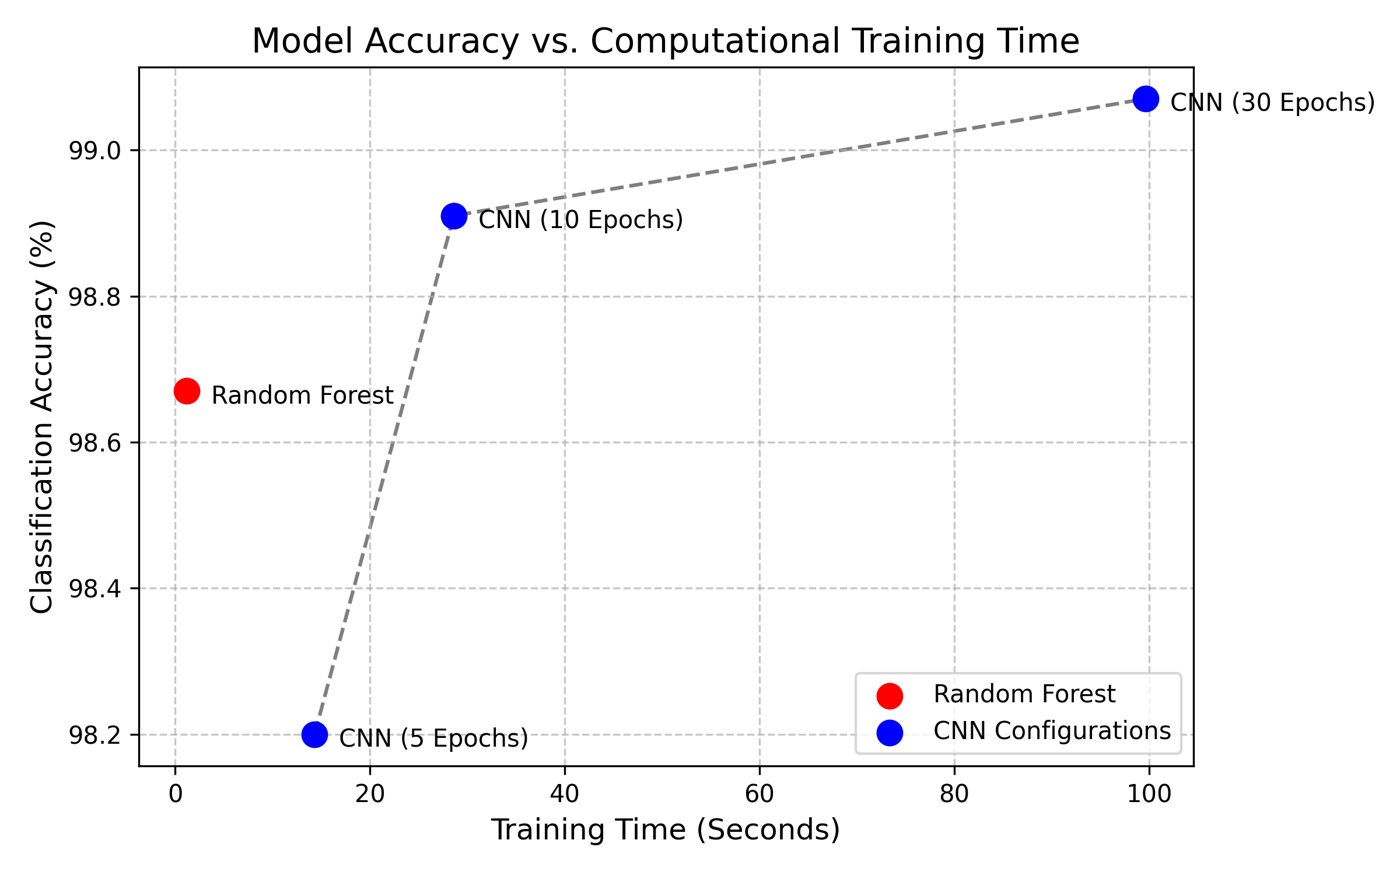 Model Accuracy vs. Computational Training Time
Classification Accuracy (%)
99.0
98.8
98.6
98.4
98.2
CNN (30 Epochs)
CNN (10 Epochs)
Random Forest
CNN (5 Epochs)
Random Forest
CNN Configurations
0 20 40 60 80 100
Training Time (Seconds)